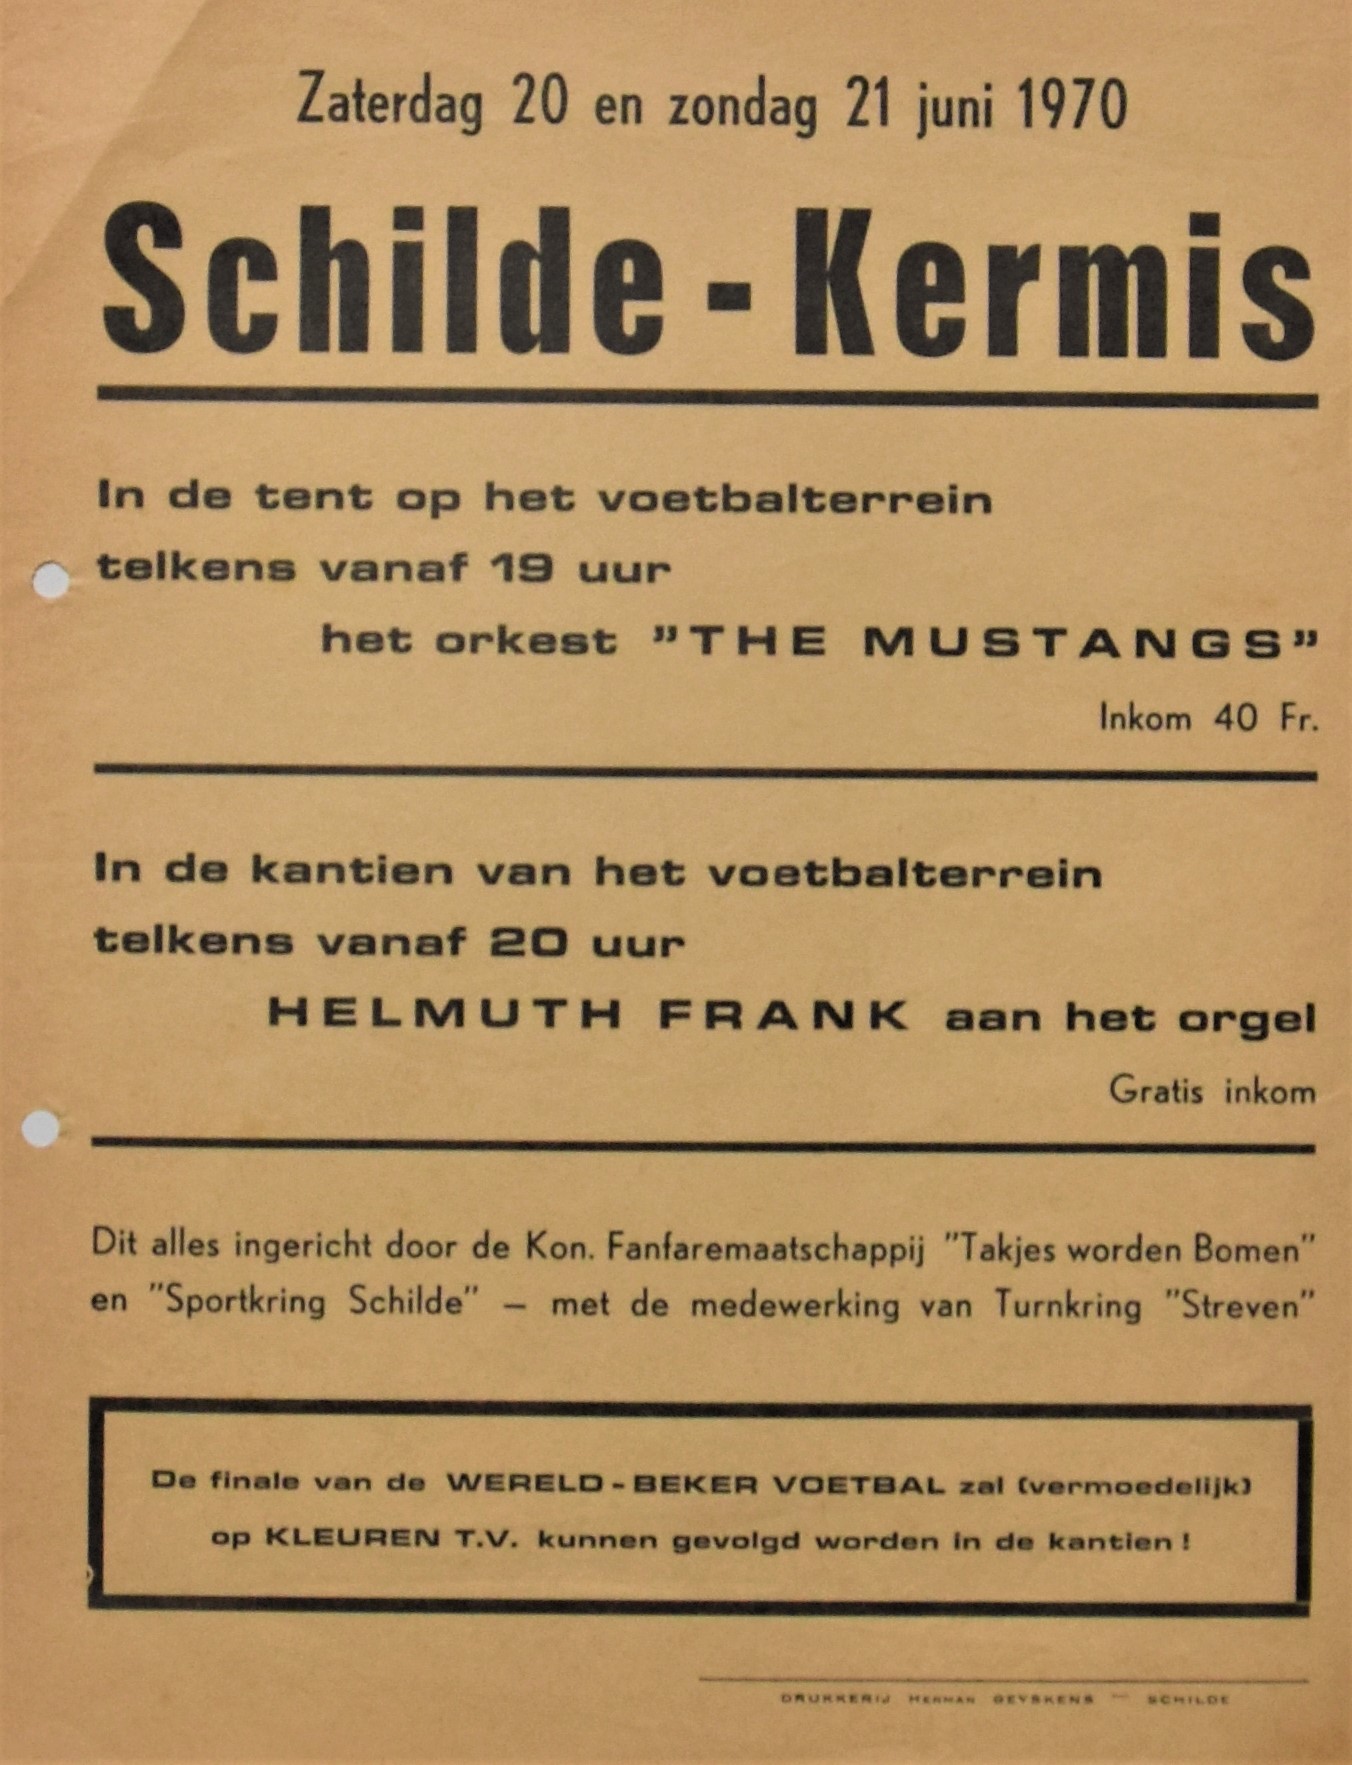 Zaterdag 20 en zondag 21 juni 1970
Schilde - Kermis
In de tent op het voetbalterrein
telkens vanaf 19 uur
het orkest "THE MUSTANGS"
Inkom 40 Fr.
In de kantien van het voetbalterrein
telkens vanaf 20 uur
HELMUTH FRANK aan het orgel
Gratis inkom
Dit alles ingericht door de Kon. Fanfaremaatschappij "Takjes worden Bomen"
en "Sportkring Schilde" – met de medewerking van Turnkring "Streven"
De finale van de WERELD-BEKER VOETBAL zal (vermoedelijk)
op KLEUREN T.V. kunnen gevolgd worden in de kantien !
DRUKKERIJ HERMAN GEYSKENS — SCHILDE